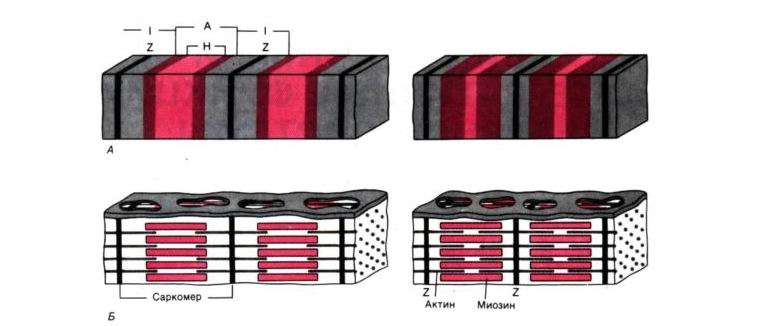 I A I
Z H Z
А
Саркомер
Z Z
Актин Миозин
Б